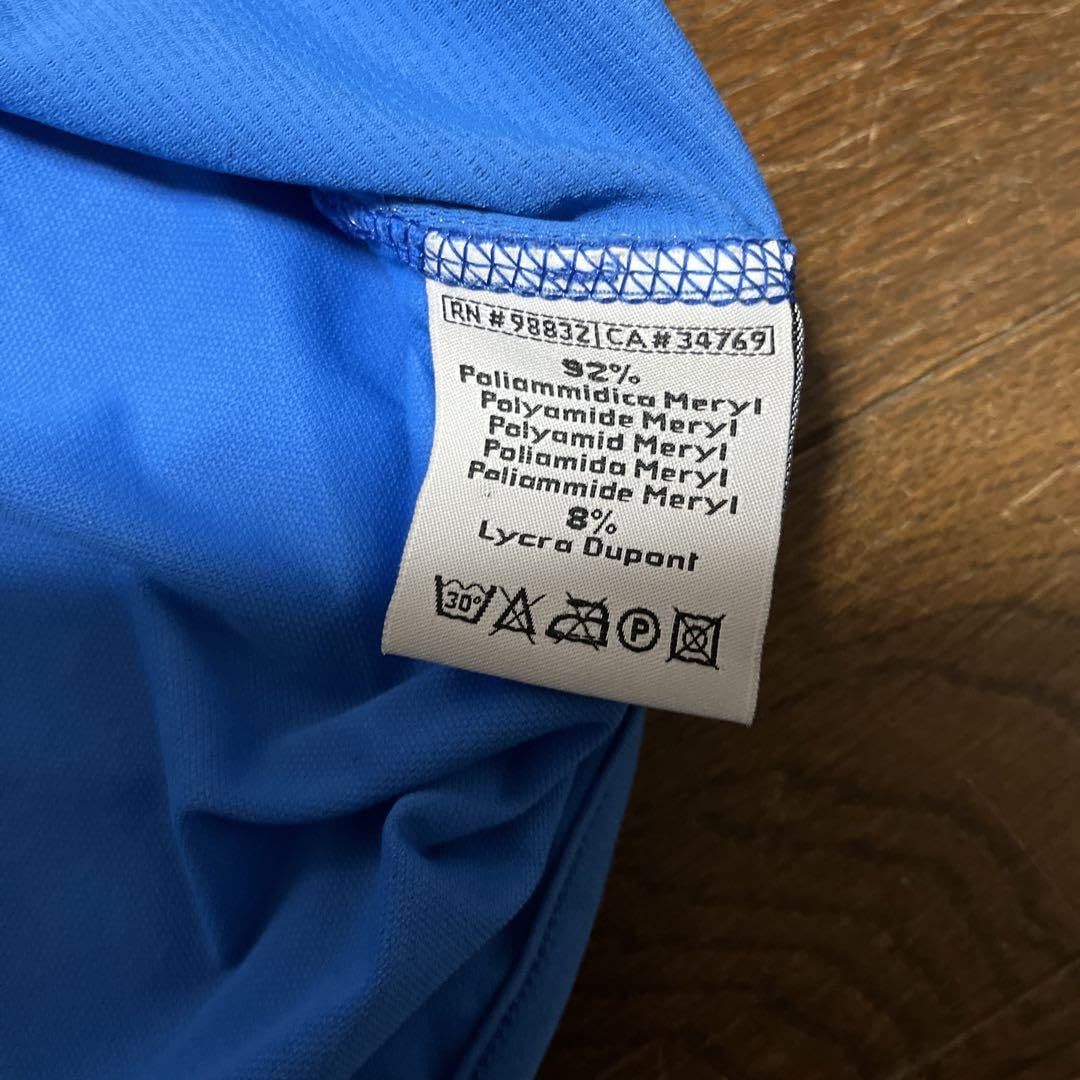 RN # 98832 CA # 34769
92%
Poliammidica Meryl
Polyamide Meryl
Polyamid Meryl
Poliamida Meryl
Poliammide Meryl
8%
Lycra Dupont
30° P